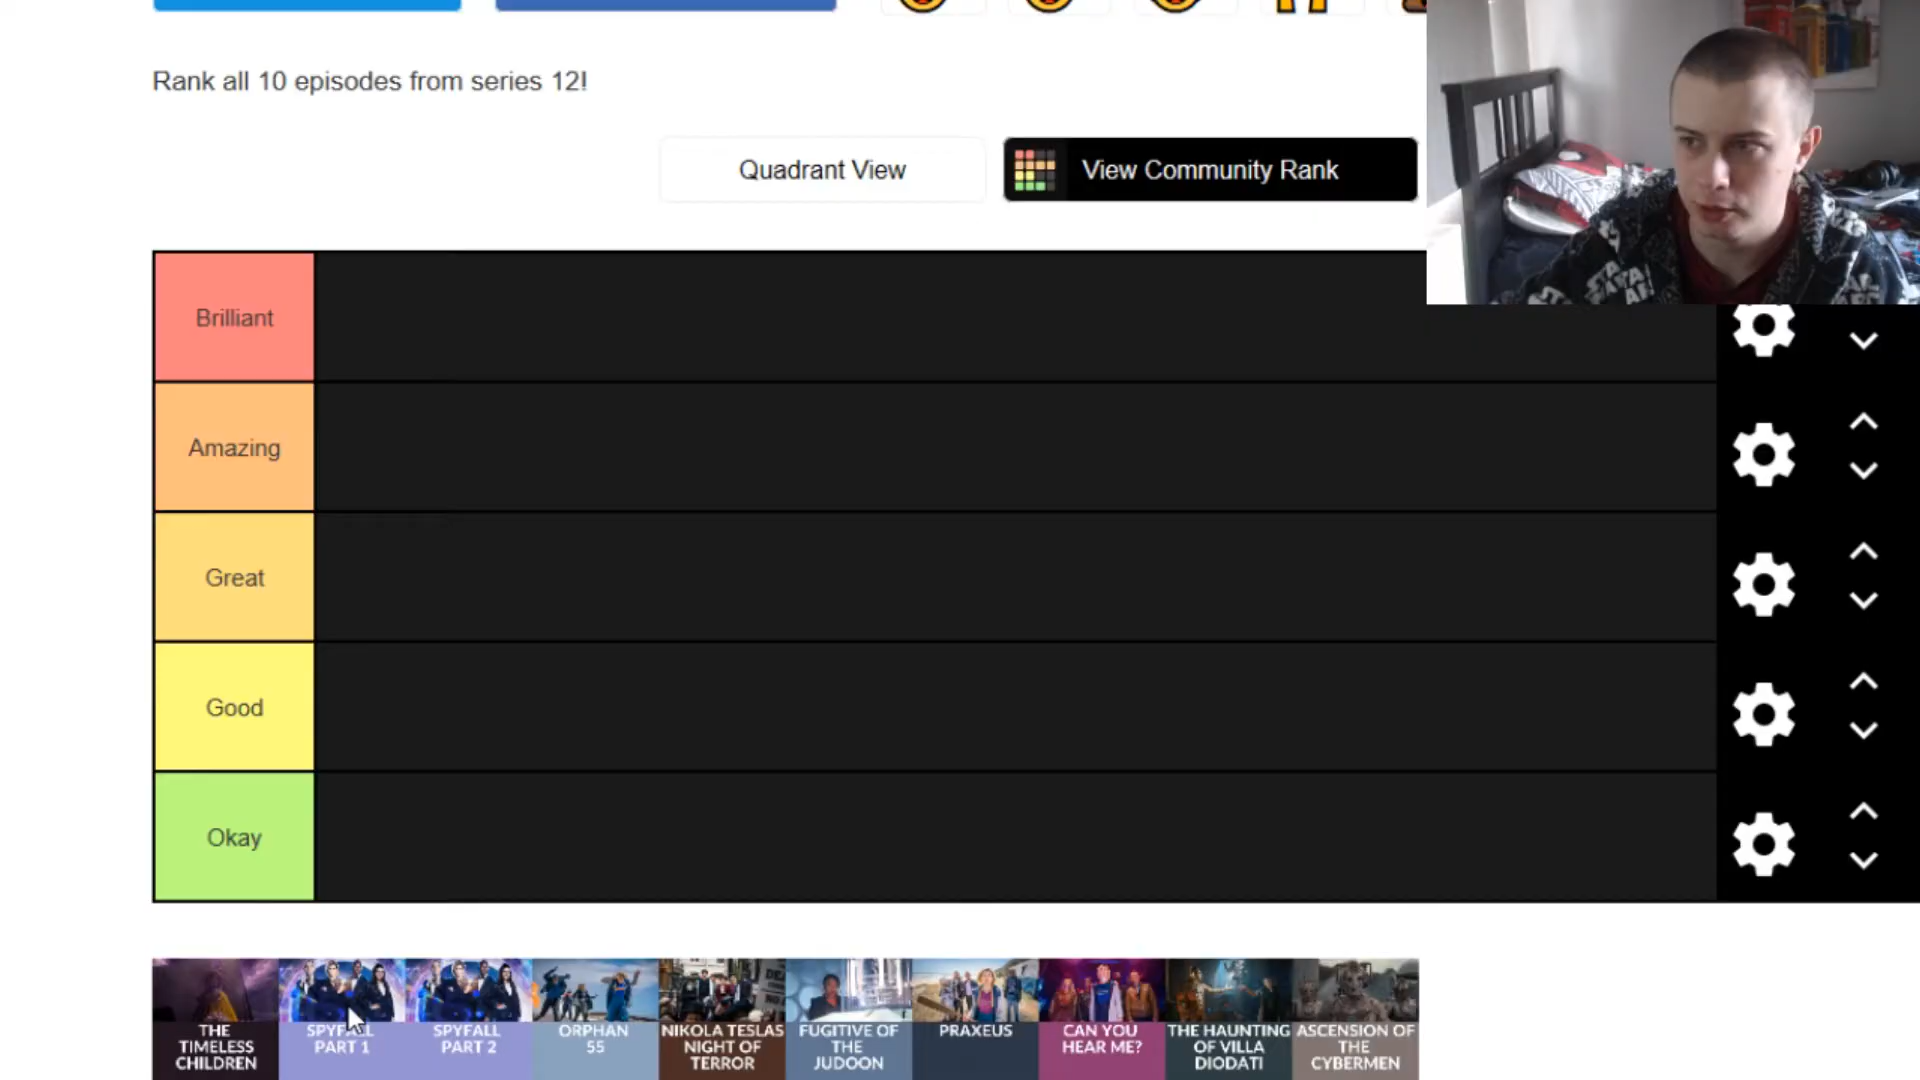 Rank all 10 episodes from series 12!
Quadrant View
View Community Rank
Brilliant
Amazing
Great
Good
Okay
THE
TIMELESS
CHILDREN
SPYFALL
PART 1
SPYFALL
PART 2
ORPHAN
55
NIKOLA TESLAS
NIGHT OF
TERROR
FUGITIVE OF
THE
JUDOON
PRAXEUS
CAN YOU
HEAR ME?
THE HAUNTING
OF VILLA
DIODATI
ASCENSION OF
THE
CYBERMEN